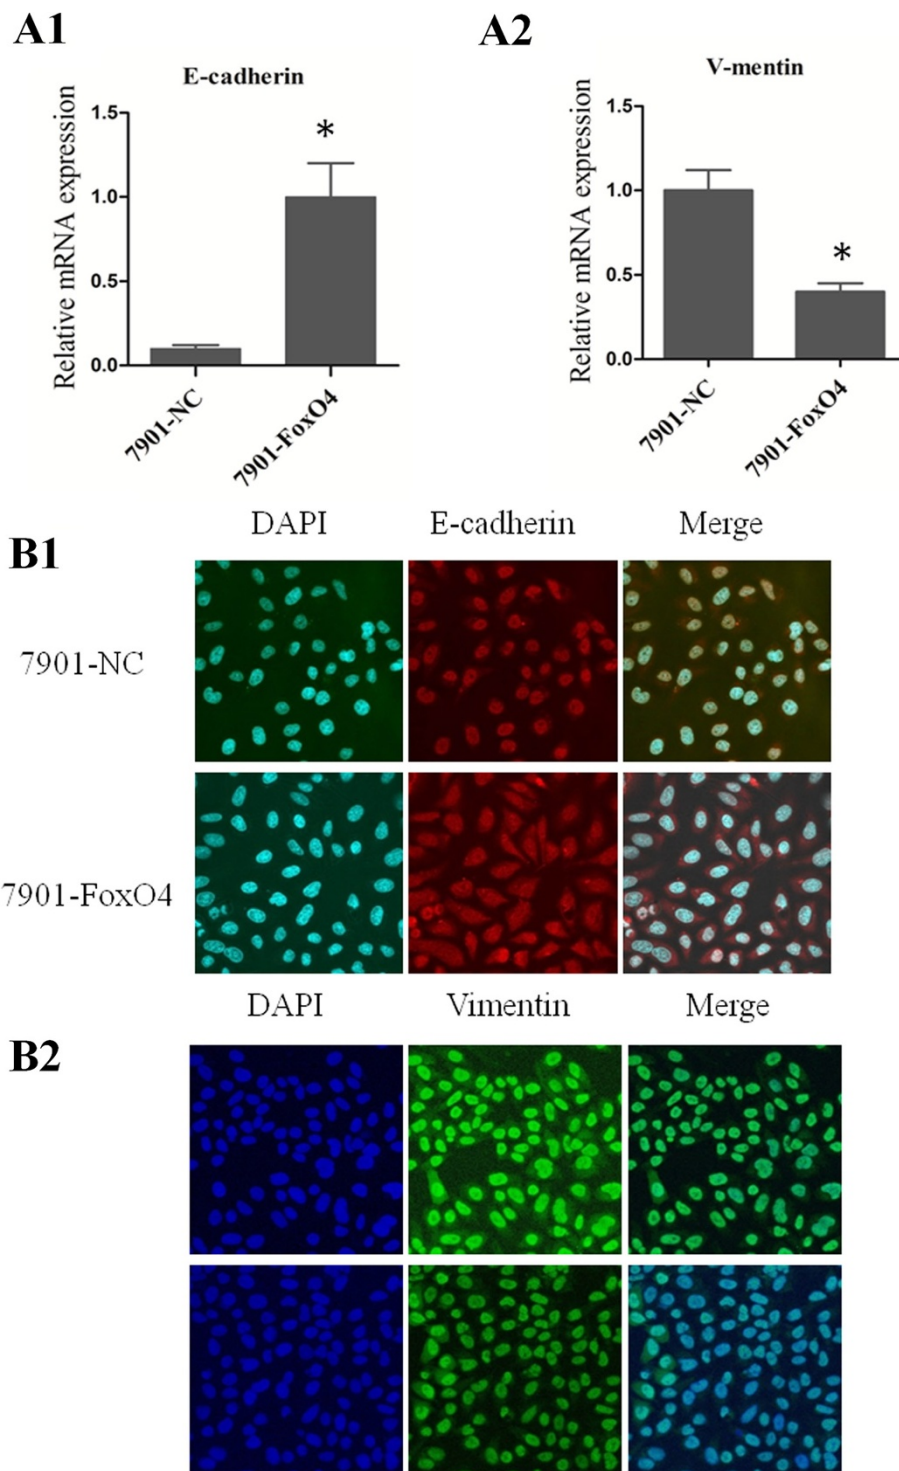 A1
A2
E-cadherin
V-mentin
Relative mRNA expression
1.5
1.0
0.5
0.0
*
7901-NC
7901-FoxO4
Relative mRNA expression
1.5
1.0
0.5
0.0
*
7901-NC
7901-FoxO4
DAPI E-cadherin Merge
B1
7901-NC
7901-FoxO4
DAPI Vimentin Merge
B2